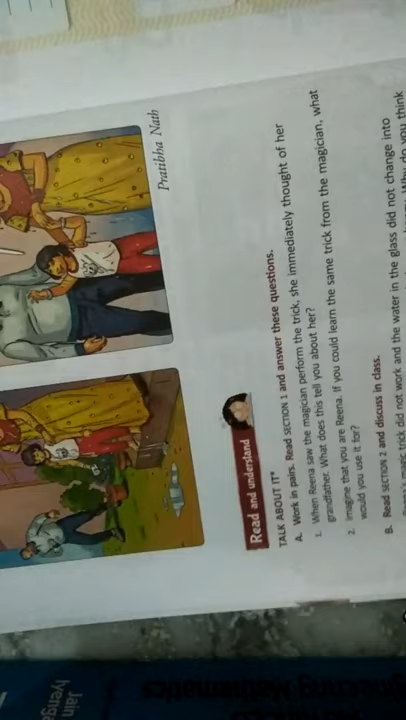 Pratibha Nath
Read and understand
TALK ABOUT IT*
A. Work in pairs. Read SECTION 1 and answer these questions.
1. When Reena saw the magician perform the trick, she immediately thought of her
grandfather. What does this tell you about her?
2. Imagine that you are Reena. If you could learn the same trick from the magician, what
would you use it for?
B. Read SECTION 2 and discuss in class.
magic trick did not work and the water in the glass did not change into
Why do you think
Jain
Iyenga
Engineering Mathematics